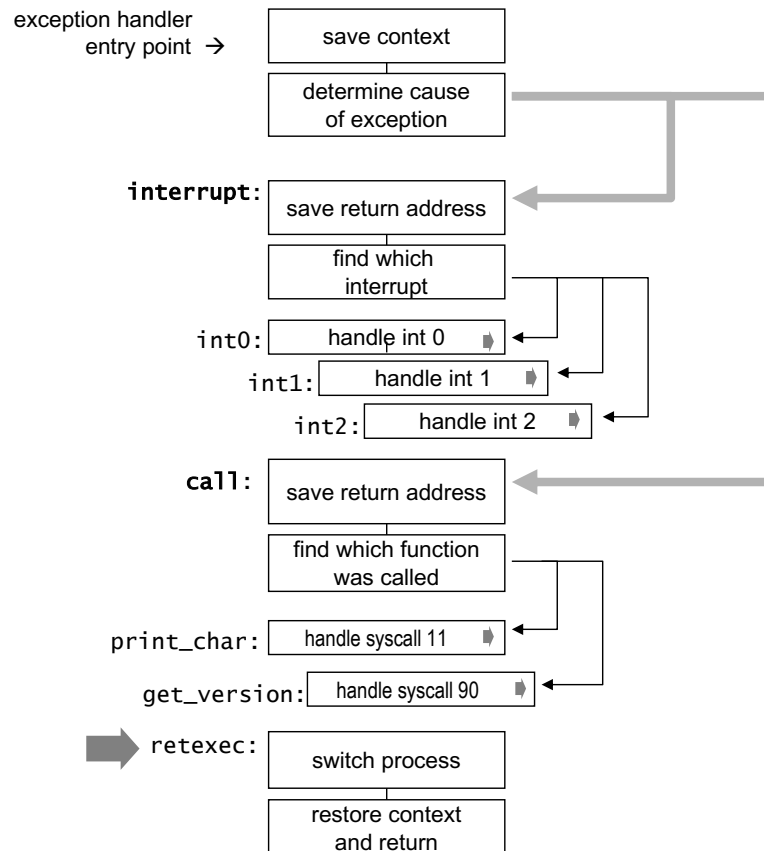 exception handler
entry point →
save context
determine cause
of exception
interrupt:
save return address
find which
interrupt
int0:
handle int 0
int1:
handle int 1
int2:
handle int 2
call:
save return address
find which function
was called
print_char:
handle syscall 11
get_version:
handle syscall 90
retexec:
switch process
restore context
and return